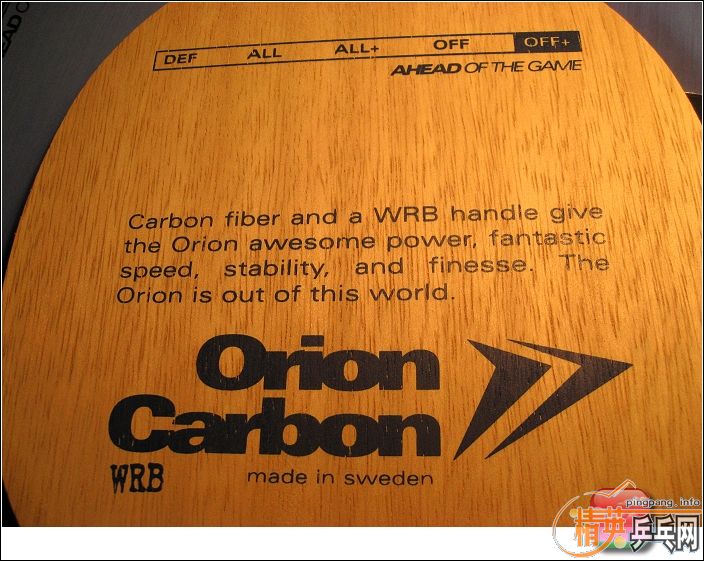 AHEAD OF
DEF ALL ALL+ OFF OFF+
AHEAD OF THE GAME
Carbon fiber and a WRB handle give
the Orion awesome power, fantastic
speed, stability, and finesse. The
Orion is out of this world.
Orion
Carbon
WRB made in sweden
pingpang.info
精英乒乓网